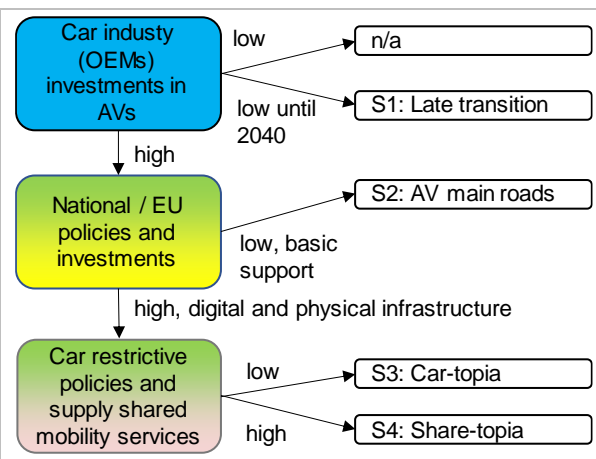 Car industy
(OEMs)
investments in
AVs
low
n/a
low until
2040
S1: Late transition
high
National / EU
policies and
investments
S2: AV main roads
low, basic
support
high, digital and physical infrastructure
Car restrictive
policies and
supply shared
mobility services
low
S3: Car-topia
high
S4: Share-topia